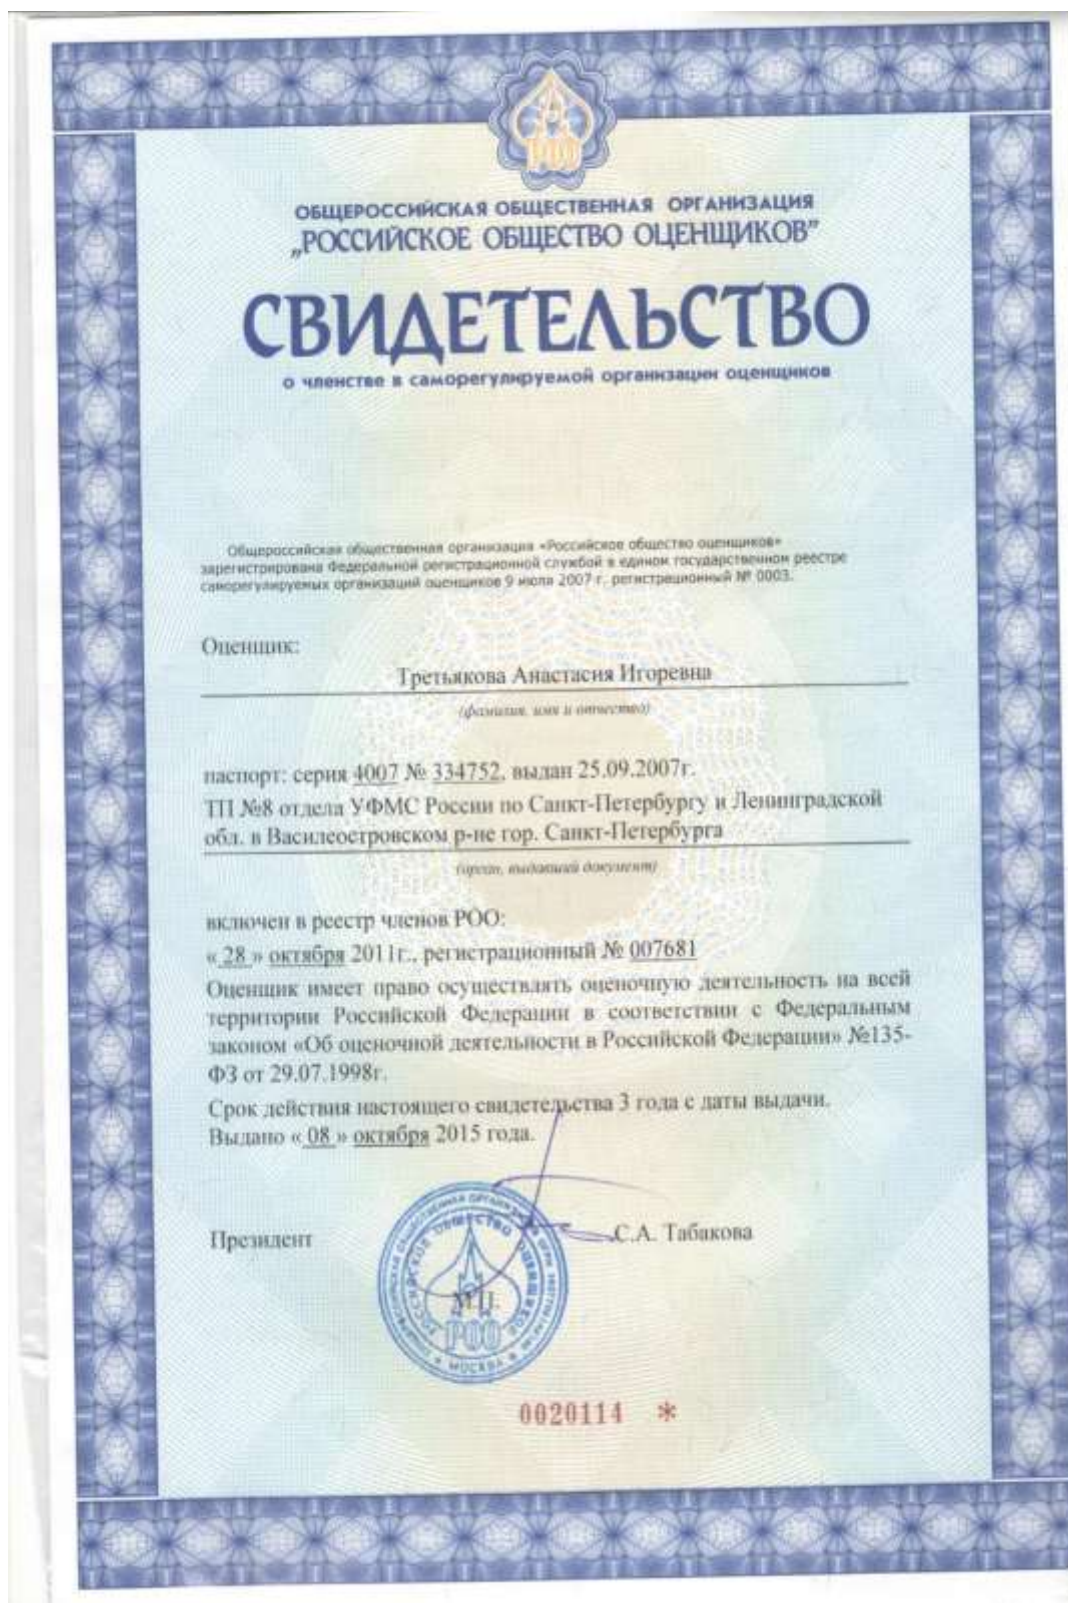 РОО
ОБЩЕРОССИЙСКАЯ ОБЩЕСТВЕННАЯ ОРГАНИЗАЦИЯ
„РОССИЙСКОЕ ОБЩЕСТВО ОЦЕНЩИКОВ”
СВИДЕТЕЛЬСТВО
о членстве в саморегулируемой организации оценщиков
Общероссийская общественная организация «Российское общество оценщиков»
зарегистрирована Федеральной регистрационной службой в едином государственном реестре
саморегулируемых организаций оценщиков 9 июля 2007 г. регистрационный № 0003.
Оценщик:
Третьякова Анастасия Игоревна
(фамилия, имя и отчество)
паспорт: серия 4007 № 334752, выдан 25.09.2007г.
ТП №8 отдела УФМС России по Санкт-Петербургу и Ленинградской
обл. в Василеостровском р-не гор. Санкт-Петербурга
(орган, выдавший документ)
включен в реестр членов РОО:
« 28 » октября 2011г., регистрационный № 007681
Оценщик имеет право осуществлять оценочную деятельность на всей
территории Российской Федерации в соответствии с Федеральным
законом «Об оценочной деятельности в Российской Федерации» №135-
ФЗ от 29.07.1998г.
Срок действия настоящего свидетельства 3 года с даты выдачи.
Выдано « 08 » октября 2015 года.
Президент
С.А. Табакова
РОССИЙСКОЕ ОБЩЕСТВО ОЦЕНЩИКОВ
М.П.
РОО
МОСКВА
0020114 *